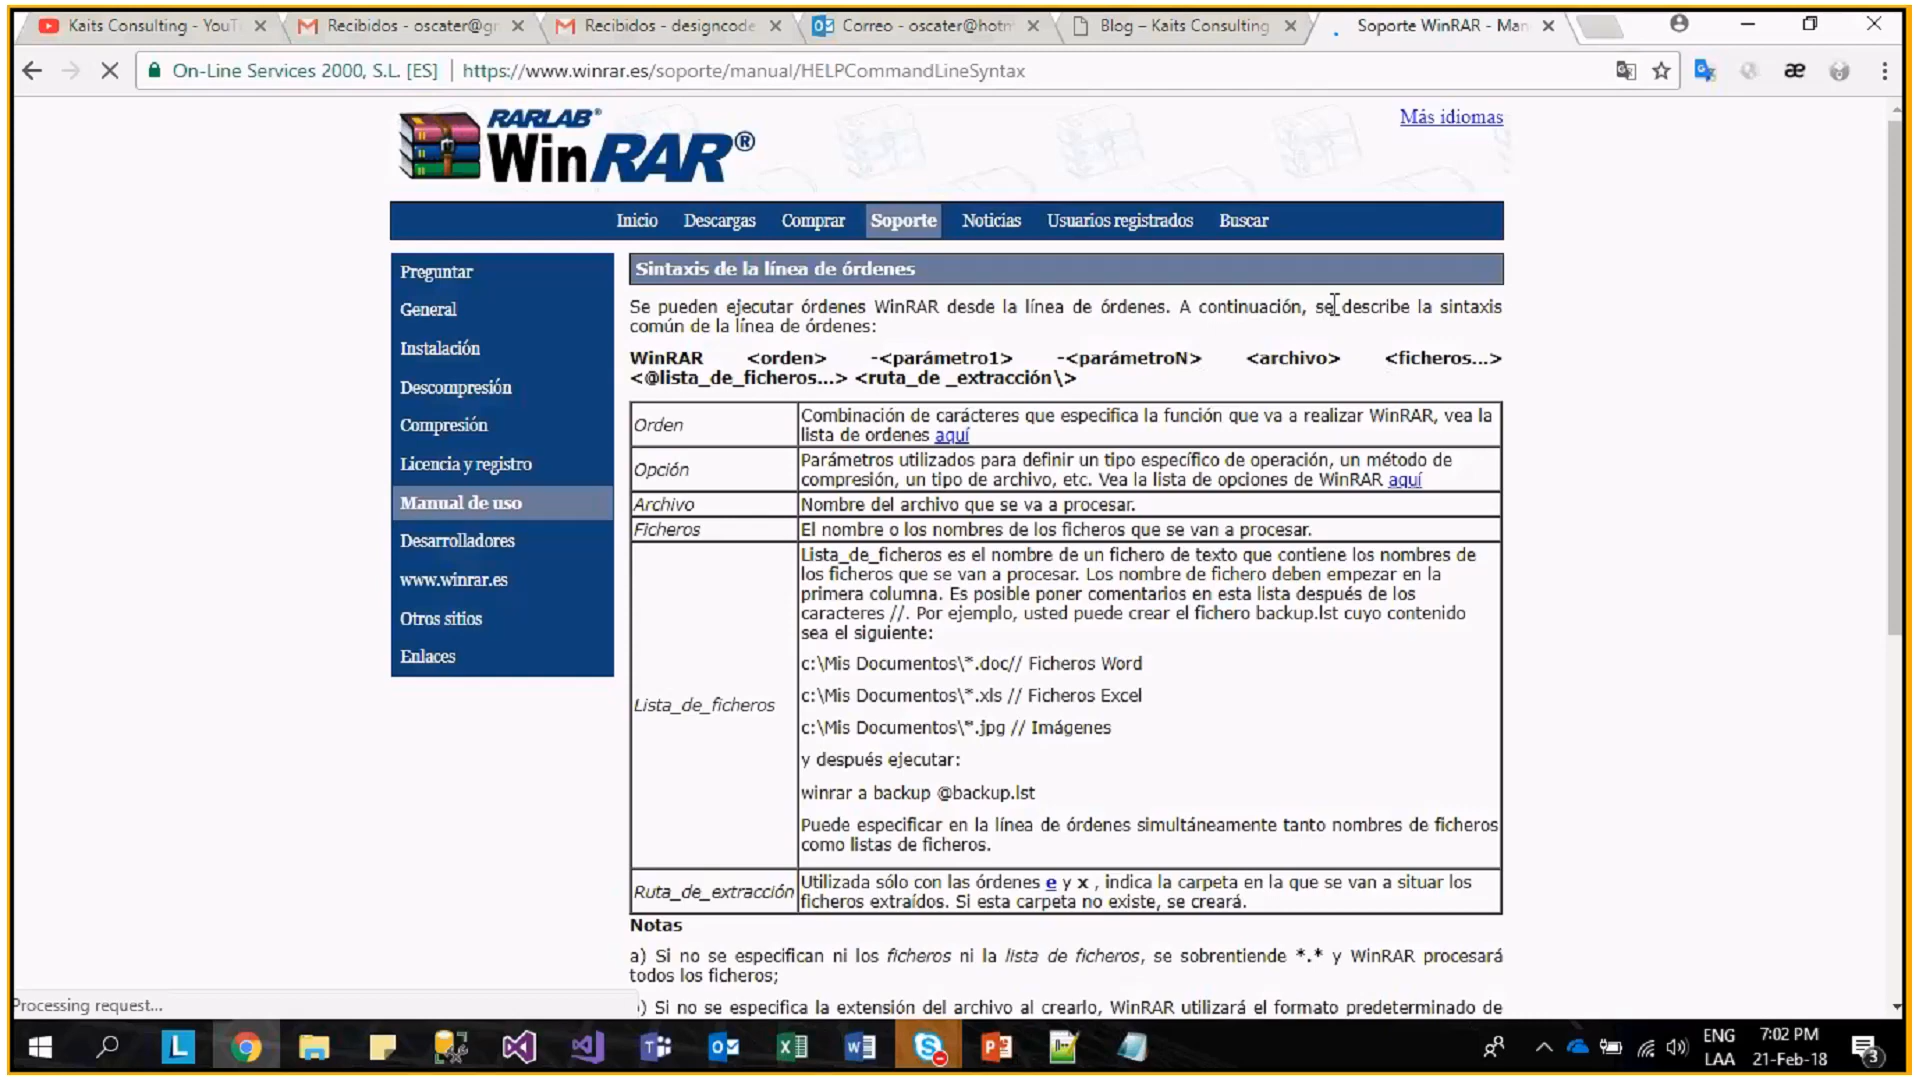 Kaits Consulting - YouT
Recibidos - oscater@g
Recibidos - designcode
Correo - oscater@hotm
Blog – Kaits Consulting
Soporte WinRAR - Man
On-Line Services 2000, S.L. [ES]
https://www.winrar.es/soporte/manual/HELPCommandLineSyntax
RARLAB®
WinRAR®
Más idiomas
Inicio Descargas Comprar Soporte Noticias Usuarios registrados Buscar
Preguntar
General
Instalación
Descompresión
Compresión
Licencia y registro
Manual de uso
Desarrolladores
www.winrar.es
Otros sitios
Enlaces
Sintaxis de la línea de órdenes
Se pueden ejecutar órdenes WinRAR desde la línea de órdenes. A continuación, se describe la sintaxis
común de la línea de órdenes:
WinRAR <orden> -<parámetro1> -<parámetroN> <archivo> <ficheros...>
<@lista_de_ficheros...> <ruta_de _extracción\>
Orden
Combinación de carácteres que especifica la función que va a realizar WinRAR, vea la
lista de ordenes aquí
Opción
Parámetros utilizados para definir un tipo específico de operación, un método de
compresión, un tipo de archivo, etc. Vea la lista de opciones de WinRAR aquí
Archivo
Nombre del archivo que se va a procesar.
Ficheros
El nombre o los nombres de los ficheros que se van a procesar.
Lista_de_ficheros
Lista_de_ficheros es el nombre de un fichero de texto que contiene los nombres de
los ficheros que se van a procesar. Los nombre de fichero deben empezar en la
primera columna. Es posible poner comentarios en esta lista después de los
caracteres //. Por ejemplo, usted puede crear el fichero backup.lst cuyo contenido
sea el siguiente:
c:\Mis Documentos\*.doc// Ficheros Word
c:\Mis Documentos\*.xls // Ficheros Excel
c:\Mis Documentos\*.jpg // Imágenes
y después ejecutar:
winrar a backup @backup.lst
Puede especificar en la línea de órdenes simultáneamente tanto nombres de ficheros
como listas de ficheros.
Ruta_de_extracción
Utilizada sólo con las órdenes e y x , indica la carpeta en la que se van a situar los
ficheros extraídos. Si esta carpeta no existe, se creará.
Notas
a) Si no se especifican ni los ficheros ni la lista de ficheros, se sobrentiende *.* y WinRAR procesará
todos los ficheros;
) Si no se especifica la extensión del archivo al crearlo, WinRAR utilizará el formato predeterminado de
Processing request...
ENG
LAA
7:02 PM
21-Feb-18
3